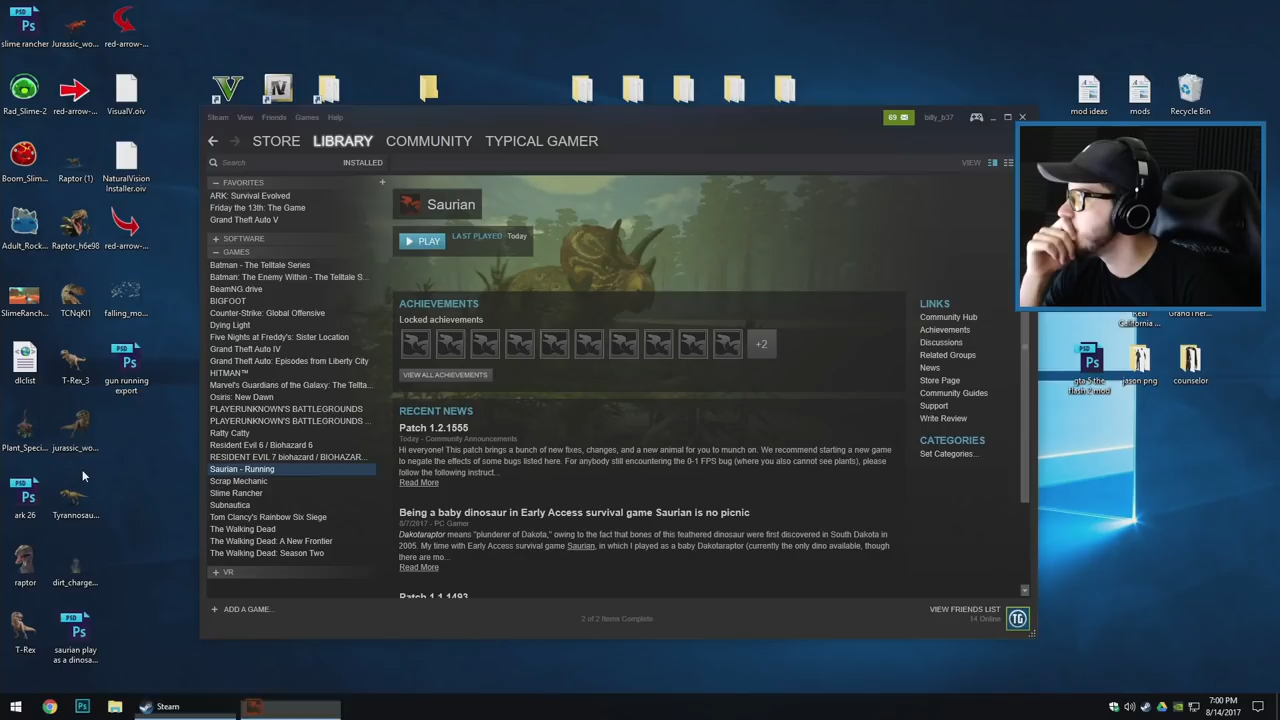 slime rancher
Jurassic_wo...
red-arrow-...
Rad_Slime-2
red-arrow-...
VisualV.oiv
mod ideas
mods
Recycle Bin
Steam
View
Friends
Games
Help
69
billy_b37
STORE
LIBRARY
COMMUNITY
TYPICAL GAMER
Search
INSTALLED
VIEW
Boom_Slim...
Raptor (1)
NaturalVision
Installer.oiv
Adult_Rock...
Raptor_h6e98
red-arrow-...
SlimeRanch...
TCNqKI1
falling_mo...
dlclist
T-Rex_3
gun running
export
Plant_Speci...
jurassic_wo...
ark 26
Tyrannosau...
raptor
dirt_charge...
T-Rex
saurian play
as a dinosa...
FAVORITES
ARK: Survival Evolved
Friday the 13th: The Game
Grand Theft Auto V
SOFTWARE
GAMES
Batman - The Telltale Series
Batman: The Enemy Within - The Telltale S...
BeamNG.drive
BIGFOOT
Counter-Strike: Global Offensive
Dying Light
Five Nights at Freddy's: Sister Location
Grand Theft Auto IV
Grand Theft Auto: Episodes from Liberty City
HITMAN™
Marvel's Guardians of the Galaxy: The Tellta...
Osiris: New Dawn
PLAYERUNKNOWN'S BATTLEGROUNDS
PLAYERUNKNOWN'S BATTLEGROUNDS ...
Ratty Catty
Resident Evil 6 / Biohazard 6
RESIDENT EVIL 7 biohazard / BIOHAZAR...
Saurian - Running
Scrap Mechanic
Slime Rancher
Subnautica
Tom Clancy's Rainbow Six Siege
The Walking Dead
The Walking Dead: A New Frontier
The Walking Dead: Season Two
VR
ADD A GAME...
Saurian
PLAY
LAST PLAYED Today
ACHIEVEMENTS
Locked achievements
+2
VIEW ALL ACHIEVEMENTS
RECENT NEWS
Patch 1.2.1555
Today - Community Announcements
Hi everyone! This patch brings a bunch of new fixes, changes, and a new animal for you to munch on. We recommend starting a new game
to negate the effects of some bugs listed here. For anybody still encountering the 0-1 FPS bug (where you also cannot see plants), please
follow the following instruct...
Read More
Being a baby dinosaur in Early Access survival game Saurian is no picnic
8/7/2017 - PC Gamer
Dakotaraptor means "plunderer of Dakota," owing to the fact that bones of this feathered dinosaur were first discovered in South Dakota in
2005. My time with Early Access survival game Saurian, in which I played as a baby Dakotaraptor (currently the only dino available, though
there are mo...
Read More
Patch 1.1.1493
LINKS
Community Hub
Achievements
Discussions
Related Groups
News
Store Page
Community Guides
Support
Write Review
CATEGORIES
Set Categories...
2 of 2 Items Complete
VIEW FRIENDS LIST
14 Online
TG
Real
California ...
GrandTher...
gta 5 the
flash 2 mod
jason png
counselor
Steam
7:00 PM
8/14/2017